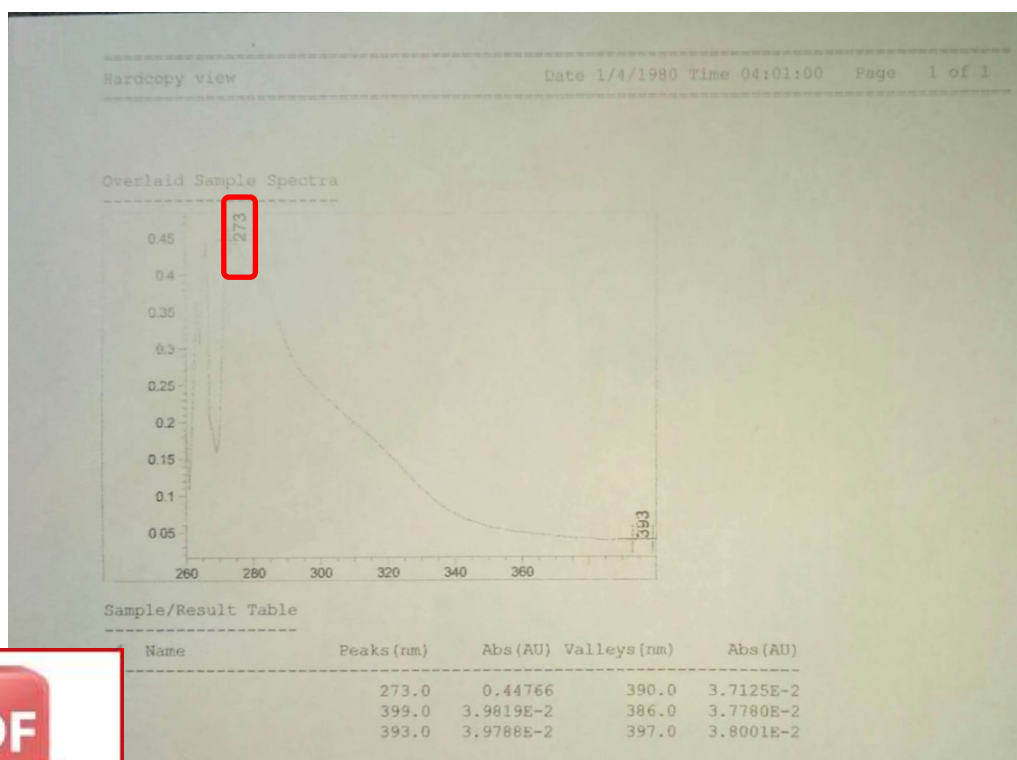 Hardcopy view Date 1/4/1980 Time 04:01:00 Page 1 of 1
Overlaid Sample Spectra
273
0.45
0.4
0.35
0.3
0.25
0.2
0.15
0.1
0.05
393
260 280 300 320 340 360
Sample/Result Table
Name Peaks(nm) Abs(AU) Valleys(nm) Abs(AU)
273.0 0.44766 390.0 3.7125E-2
399.0 3.9819E-2 386.0 3.7780E-2
393.0 3.9788E-2 397.0 3.8001E-2